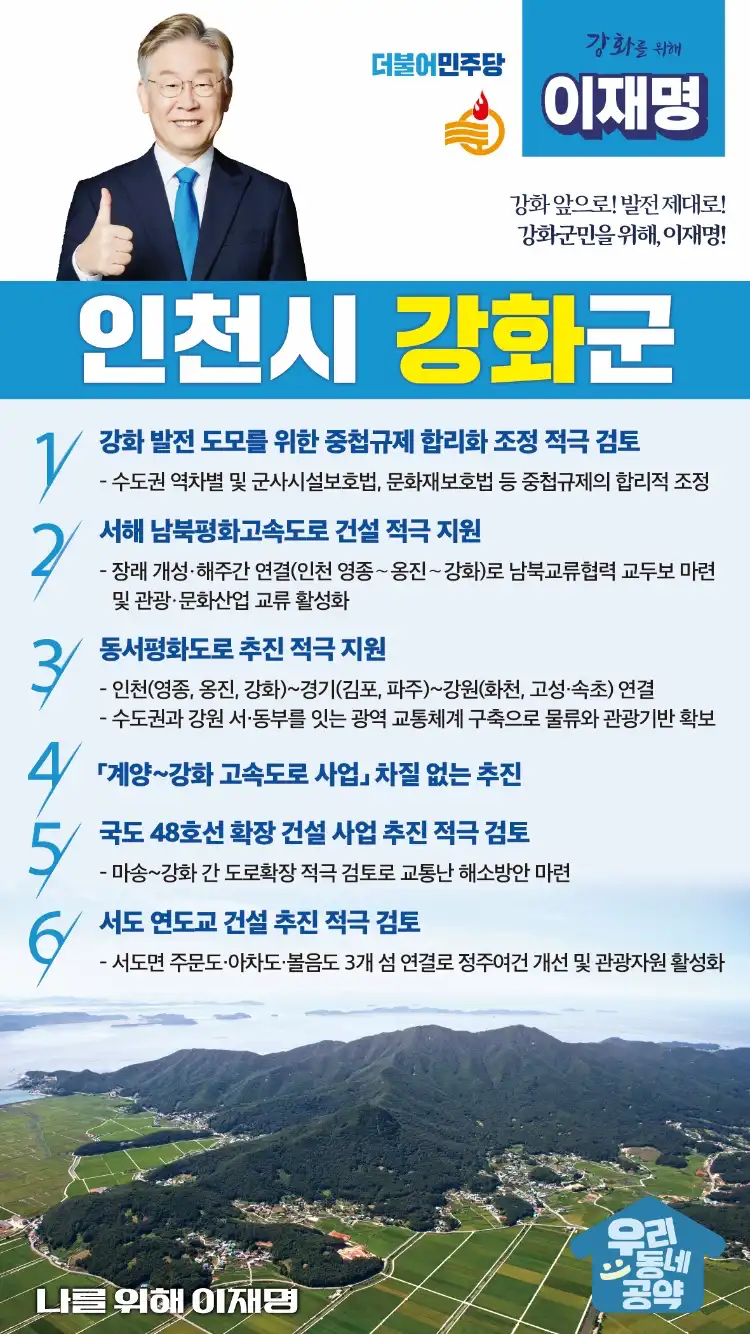 더불어민주당
강화를 위해
이재명
강화 앞으로! 발전 제대로!
강화군민을 위해, 이재명!
인천시 강화군
1 강화 발전 도모를 위한 중첩규제 합리화 조정 적극 검토
- 수도권 역차별 및 군사시설보호법, 문화재보호법 등 중첩규제의 합리적 조정
2 서해 남북평화고속도로 건설 적극 지원
- 장래 개성·해주간 연결(인천 영종~옹진~강화)로 남북교류협력 교두보 마련
및 관광·문화산업 교류 활성화
3 동서평화도로 추진 적극 지원
- 인천(영종, 옹진, 강화)~경기(김포, 파주)~강원(화천, 고성·속초) 연결
- 수도권과 강원 서·동부를 잇는 광역 교통체계 구축으로 물류와 관광기반 확보
4 「계양~강화 고속도로 사업」 차질 없는 추진
5 국도 48호선 확장 건설 사업 추진 적극 검토
- 마송~강화 간 도로확장 적극 검토로 교통난 해소방안 마련
6 서도 연도교 건설 추진 적극 검토
- 서도면 주문도·아차도·볼음도 3개 섬 연결로 정주여건 개선 및 관광자원 활성화
우리
동네
공약
나를 위해 이재명